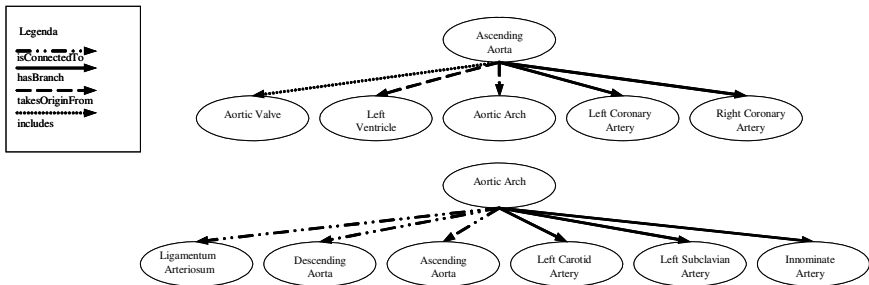 Legenda
isConnectedTo
hasBranch
takesOriginFrom
includes
Ascending
Aorta
Aortic Valve
Left
Ventricle
Aortic Arch
Left Coronary
Artery
Right Coronary
Artery
Aortic Arch
Ligamentum
Arteriosum
Descending
Aorta
Ascending
Aorta
Left Carotid
Artery
Left Subclavian
Artery
Innominate
Artery